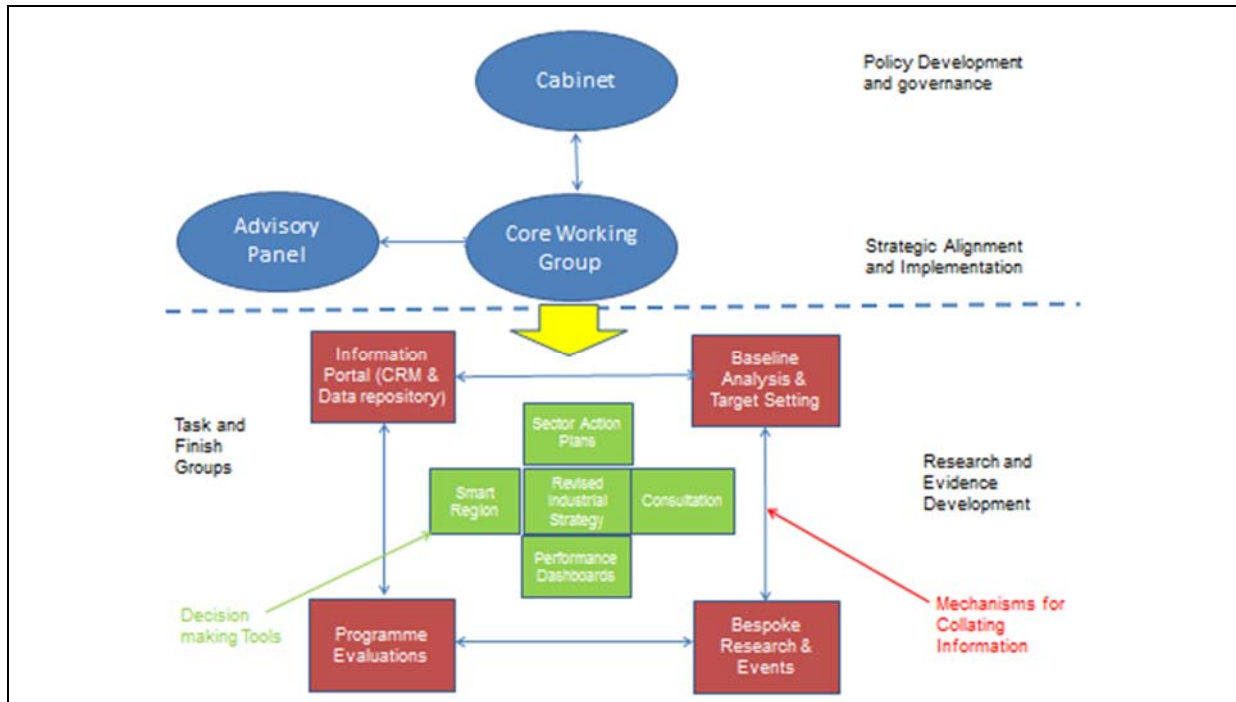 Cabinet
Policy Development
and governance
Advisory
Panel
Core Working
Group
Strategic Alignment
and Implementation
Information
Portal (CRM &
Data repository)
Baseline
Analysis &
Target Setting
Task and
Finish
Groups
Sector Action
Plans
Smart
Region
Revised
Industrial
Strategy
Consultation
Performance
Dashboards
Research and
Evidence
Development
Decision
making Tools
Programme
Evaluations
Bespoke
Research &
Events
Mechanisms for
Collating
Information